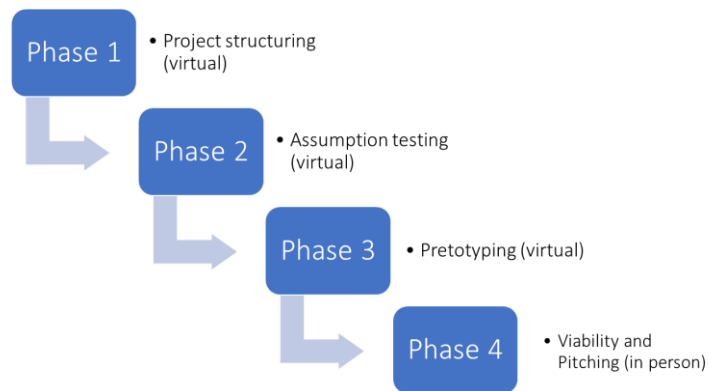 Phase 1
• Project structuring
(virtual)
Phase 2
• Assumption testing
(virtual)
Phase 3
• Pretotyping (virtual)
Phase 4
• Viability and
Pitching (in person)